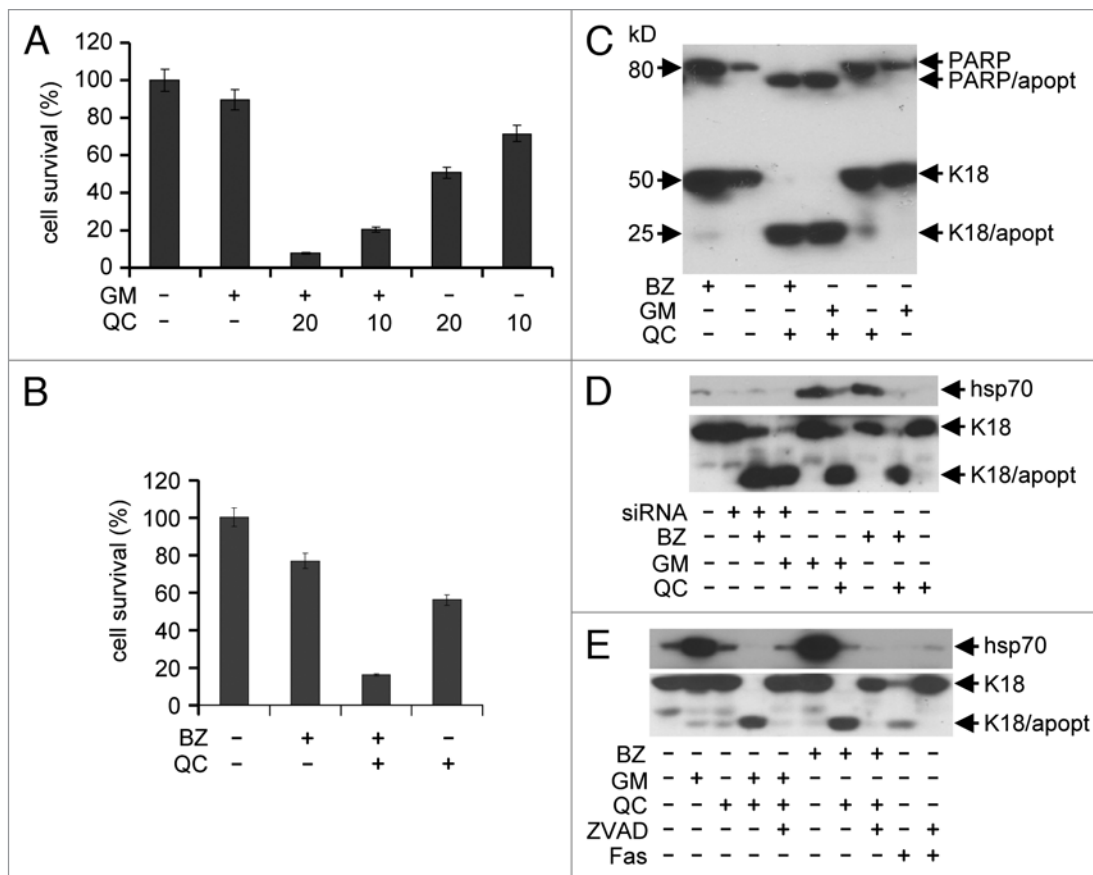 A
120
100
80
60
40
20
0
cell survival (%)
GM – + + + – –
QC – – 20 10 20 10
B
120
100
80
60
40
20
0
cell survival (%)
BZ – + + –
QC – – + +
C
kD
80
50
25
PARP
PARP/apopt
K18
K18/apopt
BZ + – + – – –
GM – – – + – +
QC – – + + + –
D
hsp70
K18
K18/apopt
siRNA – + + + – – – – –
BZ – – + – – – + + –
GM – – – + + + – – –
QC – – – – – + – + +
E
hsp70
K18
K18/apopt
BZ – – – – – + + + – –
GM – + – + + – – – – –
QC – – + + + – + + – –
ZVAD – – – – + – – + – +
Fas – – – – – – – – + +